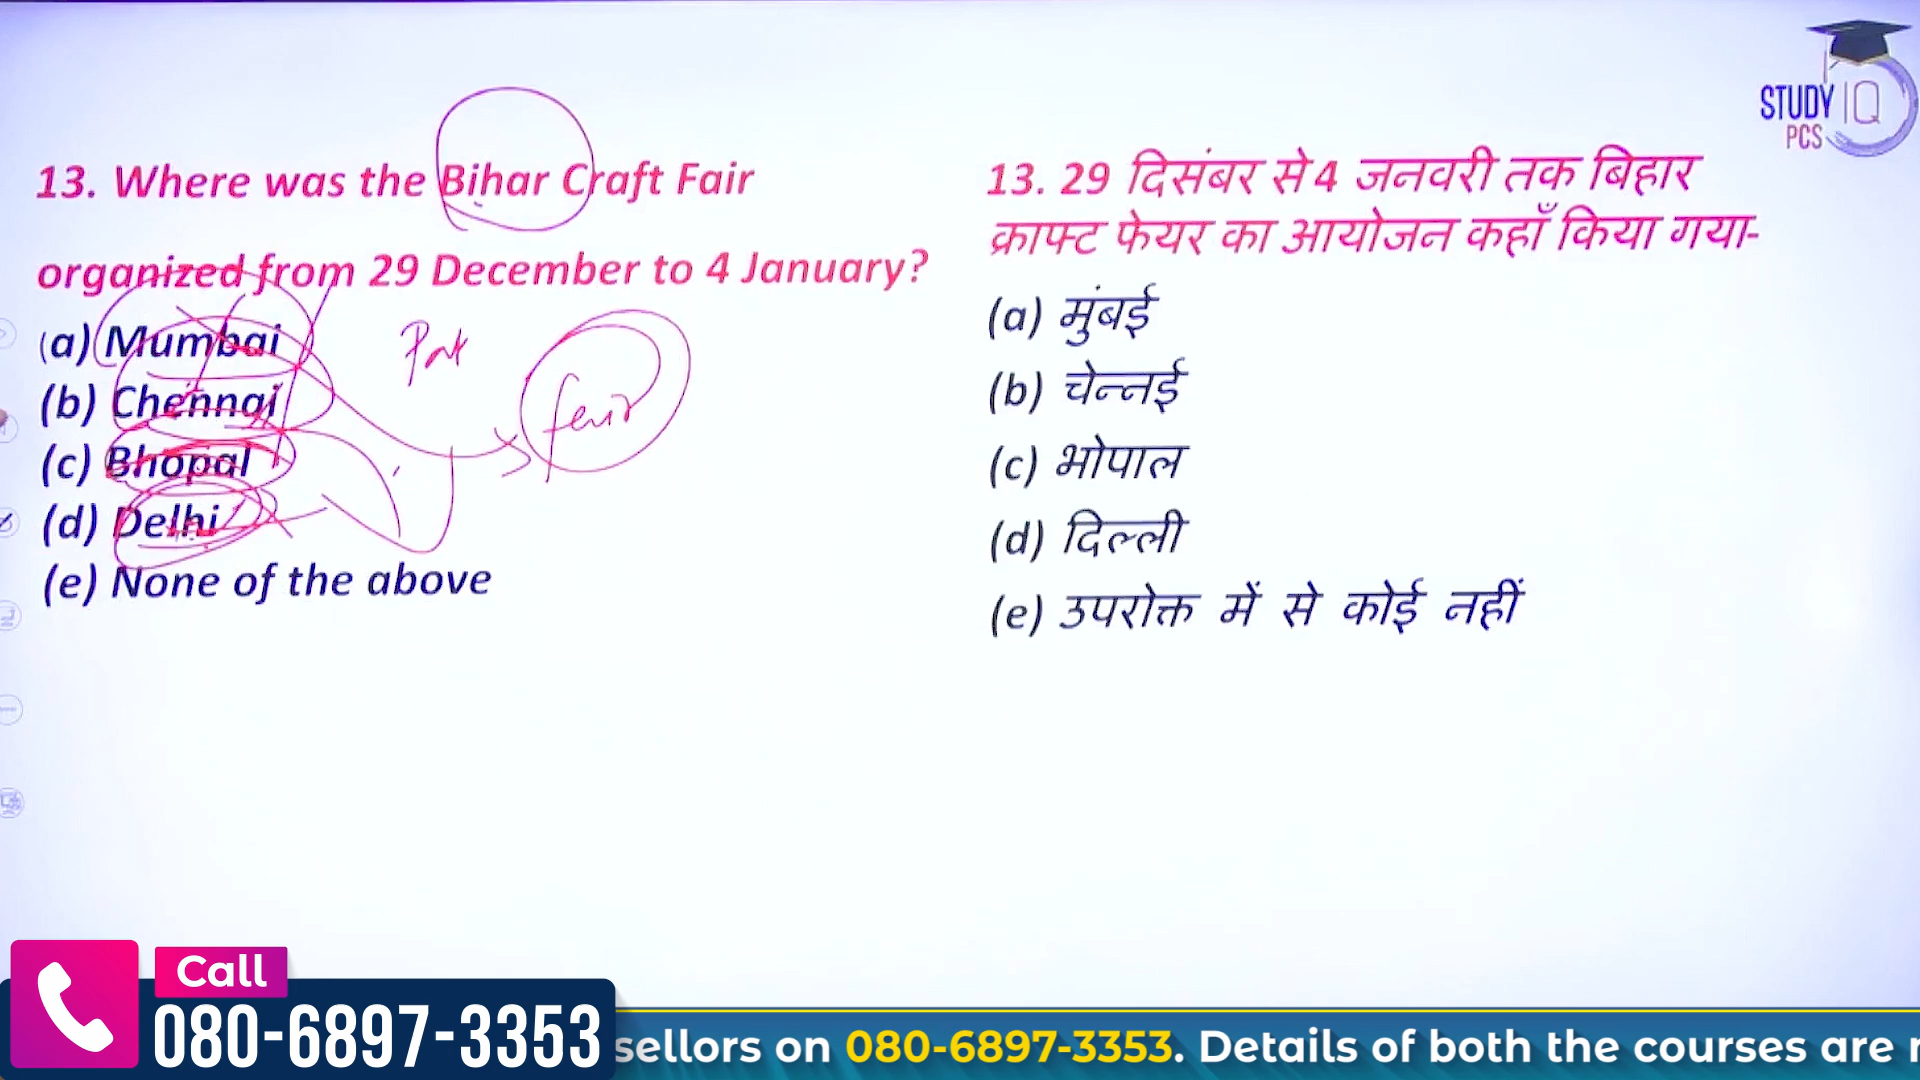 STUDY IQ
PCS
13. Where was the Bihar Craft Fair
organized from 29 December to 4 January?
(a) Mumbai
(b) Chennai
(c) Bhopal
(d) Delhi
(e) None of the above
Pat
fair
13. 29 दिसंबर से 4 जनवरी तक बिहार
क्राफ्ट फेयर का आयोजन कहाँ किया गया-
(a) मुंबई
(b) चेन्नई
(c) भोपाल
(d) दिल्ली
(e) उपरोक्त में से कोई नहीं
Call
080-6897-3353
sellors on 080-6897-3353. Details of both the courses are